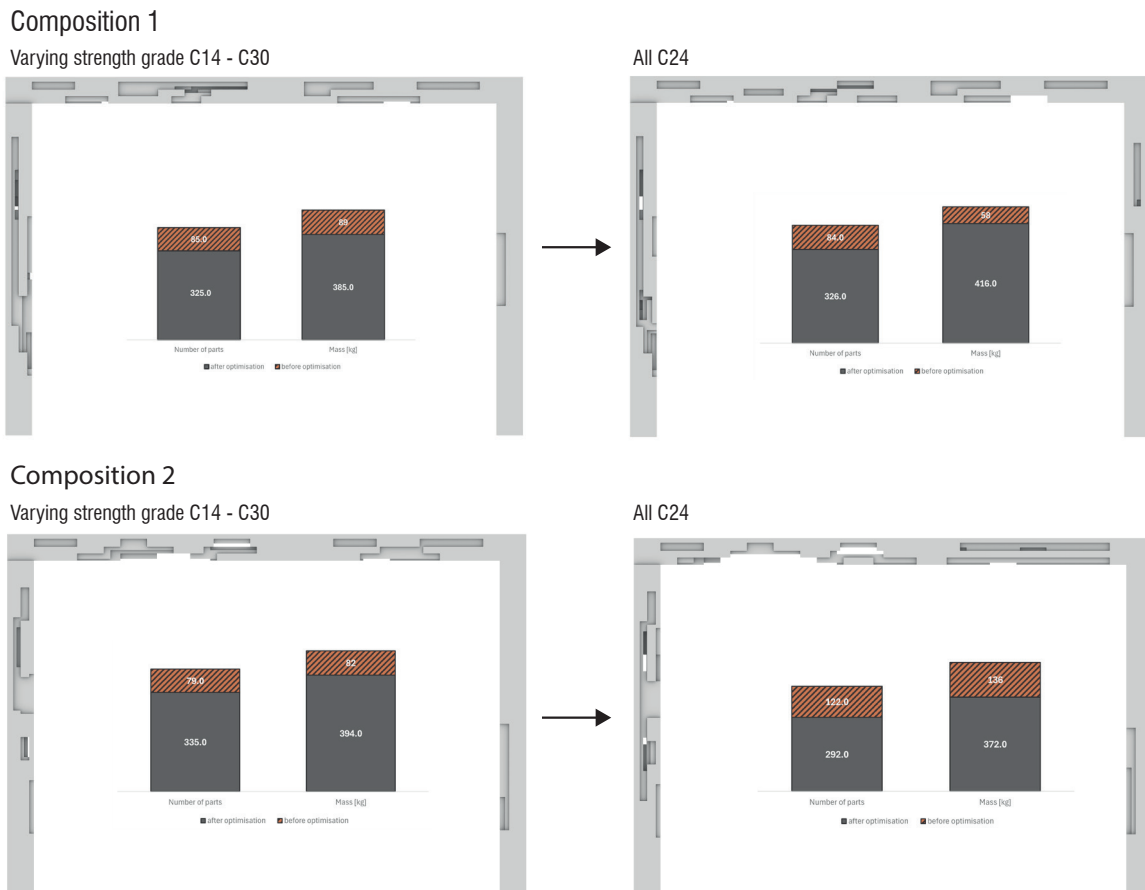 Composition 1
Varying strength grade C14 - C30
All C24
85.0
325.0
385.0
Number of parts
Mass [kg]
after optimisation
before optimisation
84.0
58
326.0
416.0
Number of parts
Mass [kg]
after optimisation
before optimisation
Composition 2
Varying strength grade C14 - C30
All C24
79.0
82
335.0
394.0
Number of parts
Mass [kg]
after optimisation
before optimisation
122.0
136
292.0
372.0
Number of parts
Mass [kg]
after optimisation
before optimisation